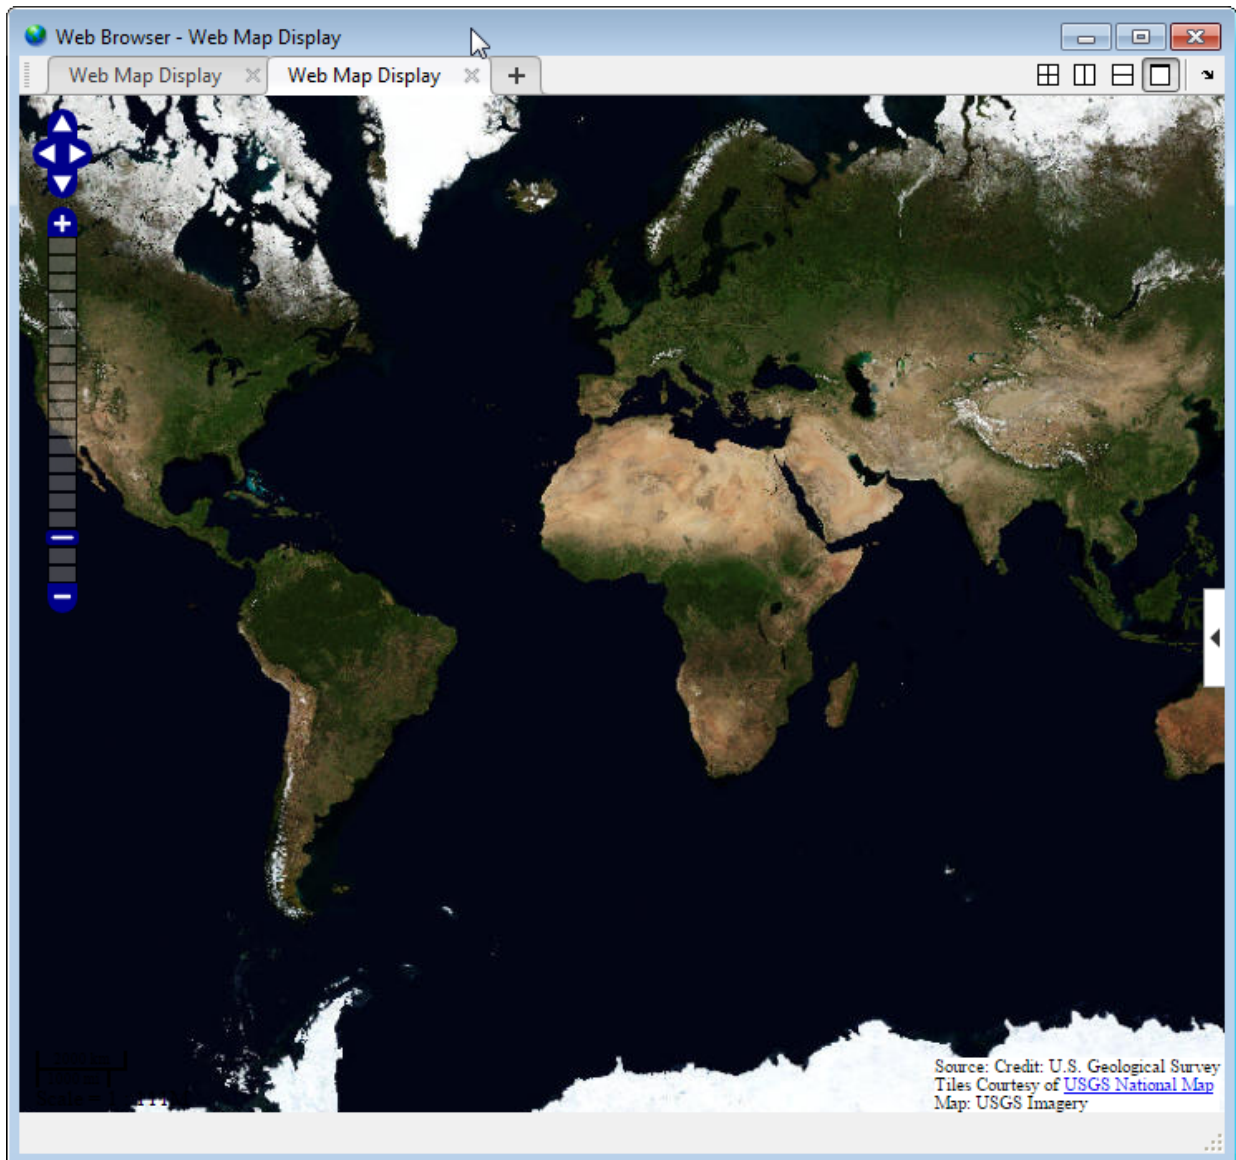 Web Browser - Web Map Display
Web Map Display
Web Map Display
Source: Credit: U.S. Geological Survey
Tiles Courtesy of USGS National Map
Map: USGS Imagery